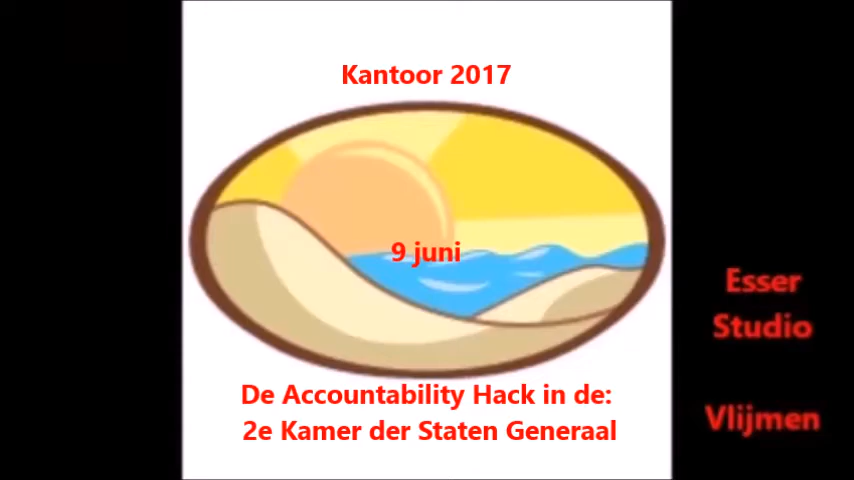 Kantoor 2017
9 juni
De Accountability Hack in de:
2e Kamer der Staten Generaal
Esser
Studio
Vlijmen